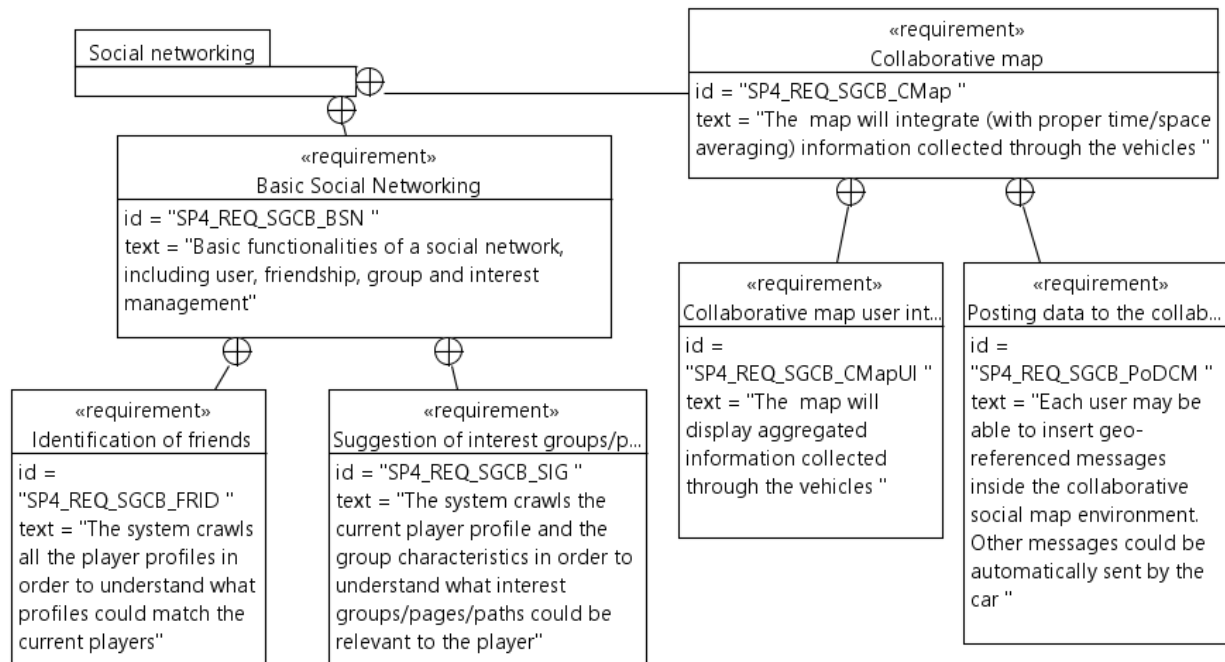 Social networking
«requirement»
Collaborative map
id = "SP4_REQ_SGCB_CMap "
text = "The  map will integrate (with proper time/space
averaging) information collected through the vehicles "
«requirement»
Basic Social Networking
id = "SP4_REQ_SGCB_BSN "
text = "Basic functionalities of a social network,
including user, friendship, group and interest
management"
«requirement»
Collaborative map user int...
id =
"SP4_REQ_SGCB_CMapUI "
text = "The  map will
display aggregated
information collected
through the vehicles "
«requirement»
Posting data to the collab...
id =
"SP4_REQ_SGCB_PoDCM "
text = "Each user may be
able to insert geo-
referenced messages
inside the collaborative
social map environment.
Other messages could be
automatically sent by the
car "
«requirement»
Identification of friends
id =
"SP4_REQ_SGCB_FRID "
text = "The system crawls
all the player profiles in
order to understand what
profiles could match the
current players"
«requirement»
Suggestion of interest groups/p...
id = "SP4_REQ_SGCB_SIG "
text = "The system crawls the
current player profile and the
group characteristics in order to
understand what interest
groups/pages/paths could be
relevant to the player"